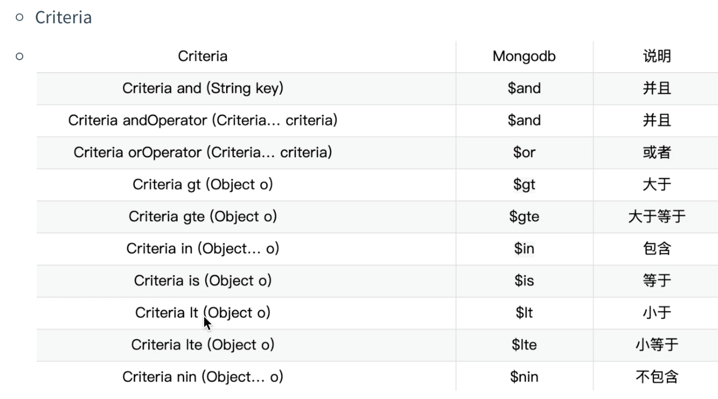 Criteria
Criteria Mongodb 说明
Criteria and (String key) $and 并且
Criteria andOperator (Criteria… criteria) $and 并且
Criteria orOperator (Criteria… criteria) $or 或者
Criteria gt (Object o) $gt 大于
Criteria gte (Object o) $gte 大于等于
Criteria in (Object… o) $in 包含
Criteria is (Object o) $is 等于
Criteria lt (Object o) $lt 小于
Criteria lte (Object o) $lte 小等于
Criteria nin (Object… o) $nin 不包含